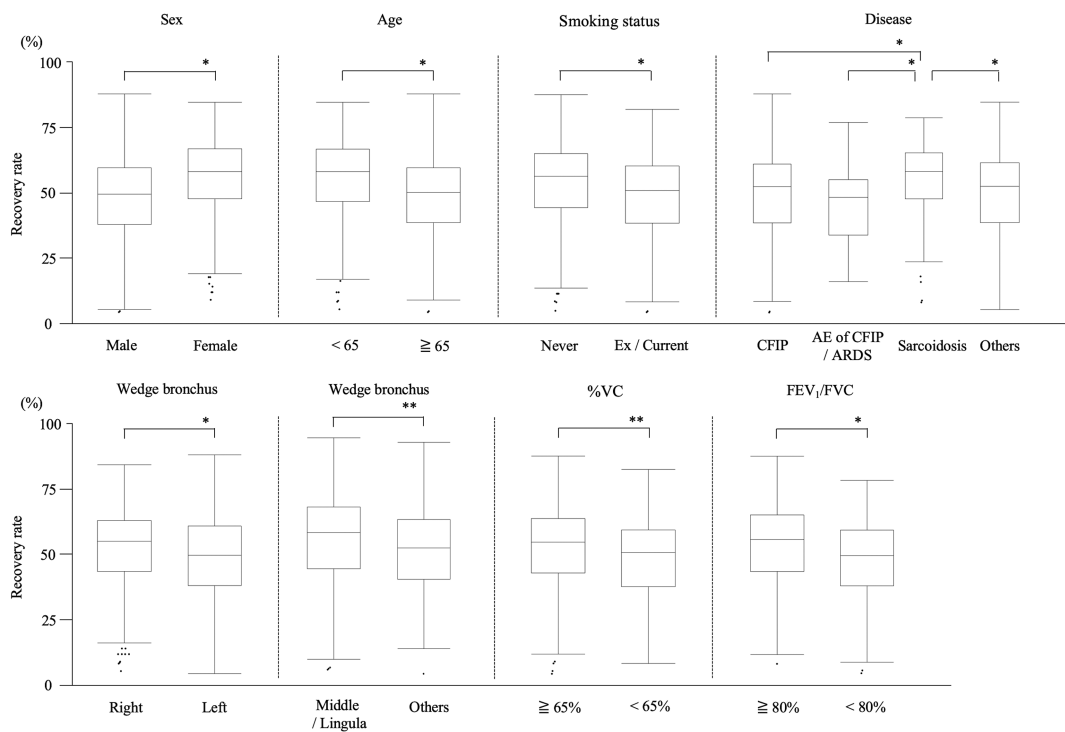 Sex Age Smoking status Disease
(%)
100 * * * * * *
75
50
25
0
Recovery rate
Male Female < 65 ≧ 65 Never Ex / Current CFIP AE of CFIP / ARDS Sarcoidosis Others
Wedge bronchus Wedge bronchus %VC FEV₁/FVC
(%)
100 * ** ** *
75
50
25
0
Recovery rate
Right Left Middle / Lingula Others ≧ 65% < 65% ≧ 80% < 80%